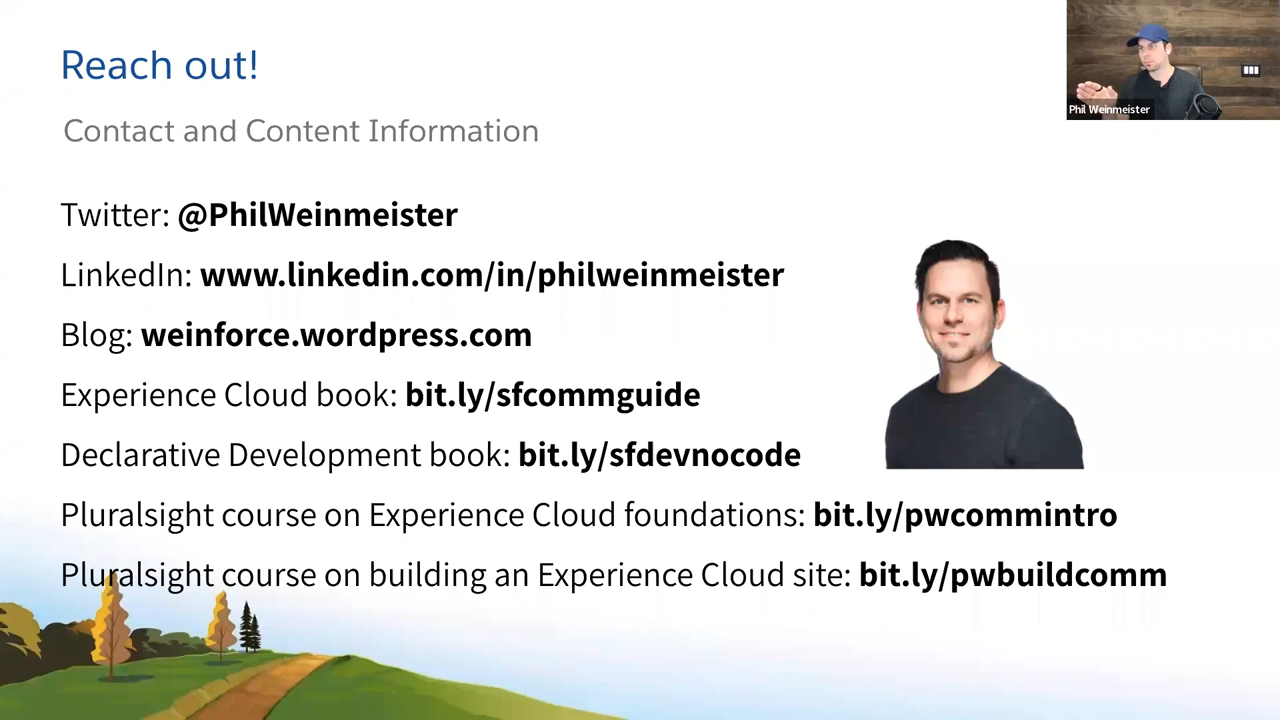 Reach out!
Contact and Content Information
Phil Weinmeister
Twitter: @PhilWeinmeister
LinkedIn: www.linkedin.com/in/philweinmeister
Blog: weinforce.wordpress.com
Experience Cloud book: bit.ly/sfcommguide
Declarative Development book: bit.ly/sfdevnocode
Pluralsight course on Experience Cloud foundations: bit.ly/pwcommintro
Pluralsight course on building an Experience Cloud site: bit.ly/pwbuildcomm